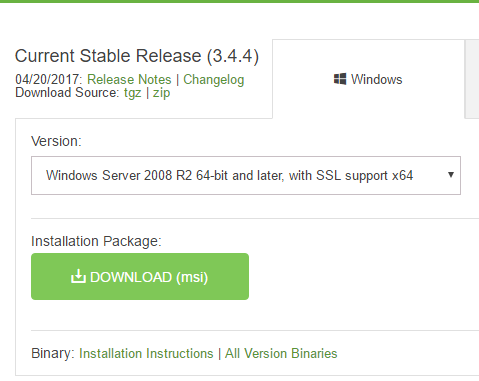 Current Stable Release (3.4.4)
04/20/2017: Release Notes | Changelog
Download Source: tgz | zip
Windows
Version:
Windows Server 2008 R2 64-bit and later, with SSL support x64
Installation Package:
DOWNLOAD (msi)
Binary: Installation Instructions | All Version Binaries